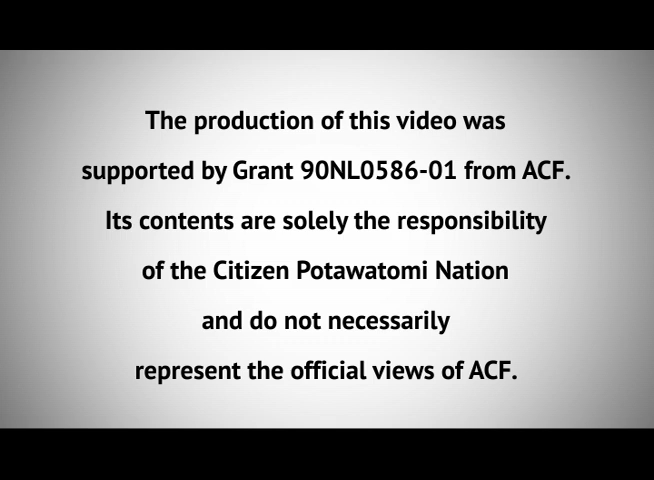 The production of this video was
supported by Grant 90NL0586-01 from ACF.
Its contents are solely the responsibility
of the Citizen Potawatomi Nation
and do not necessarily
represent the official views of ACF.